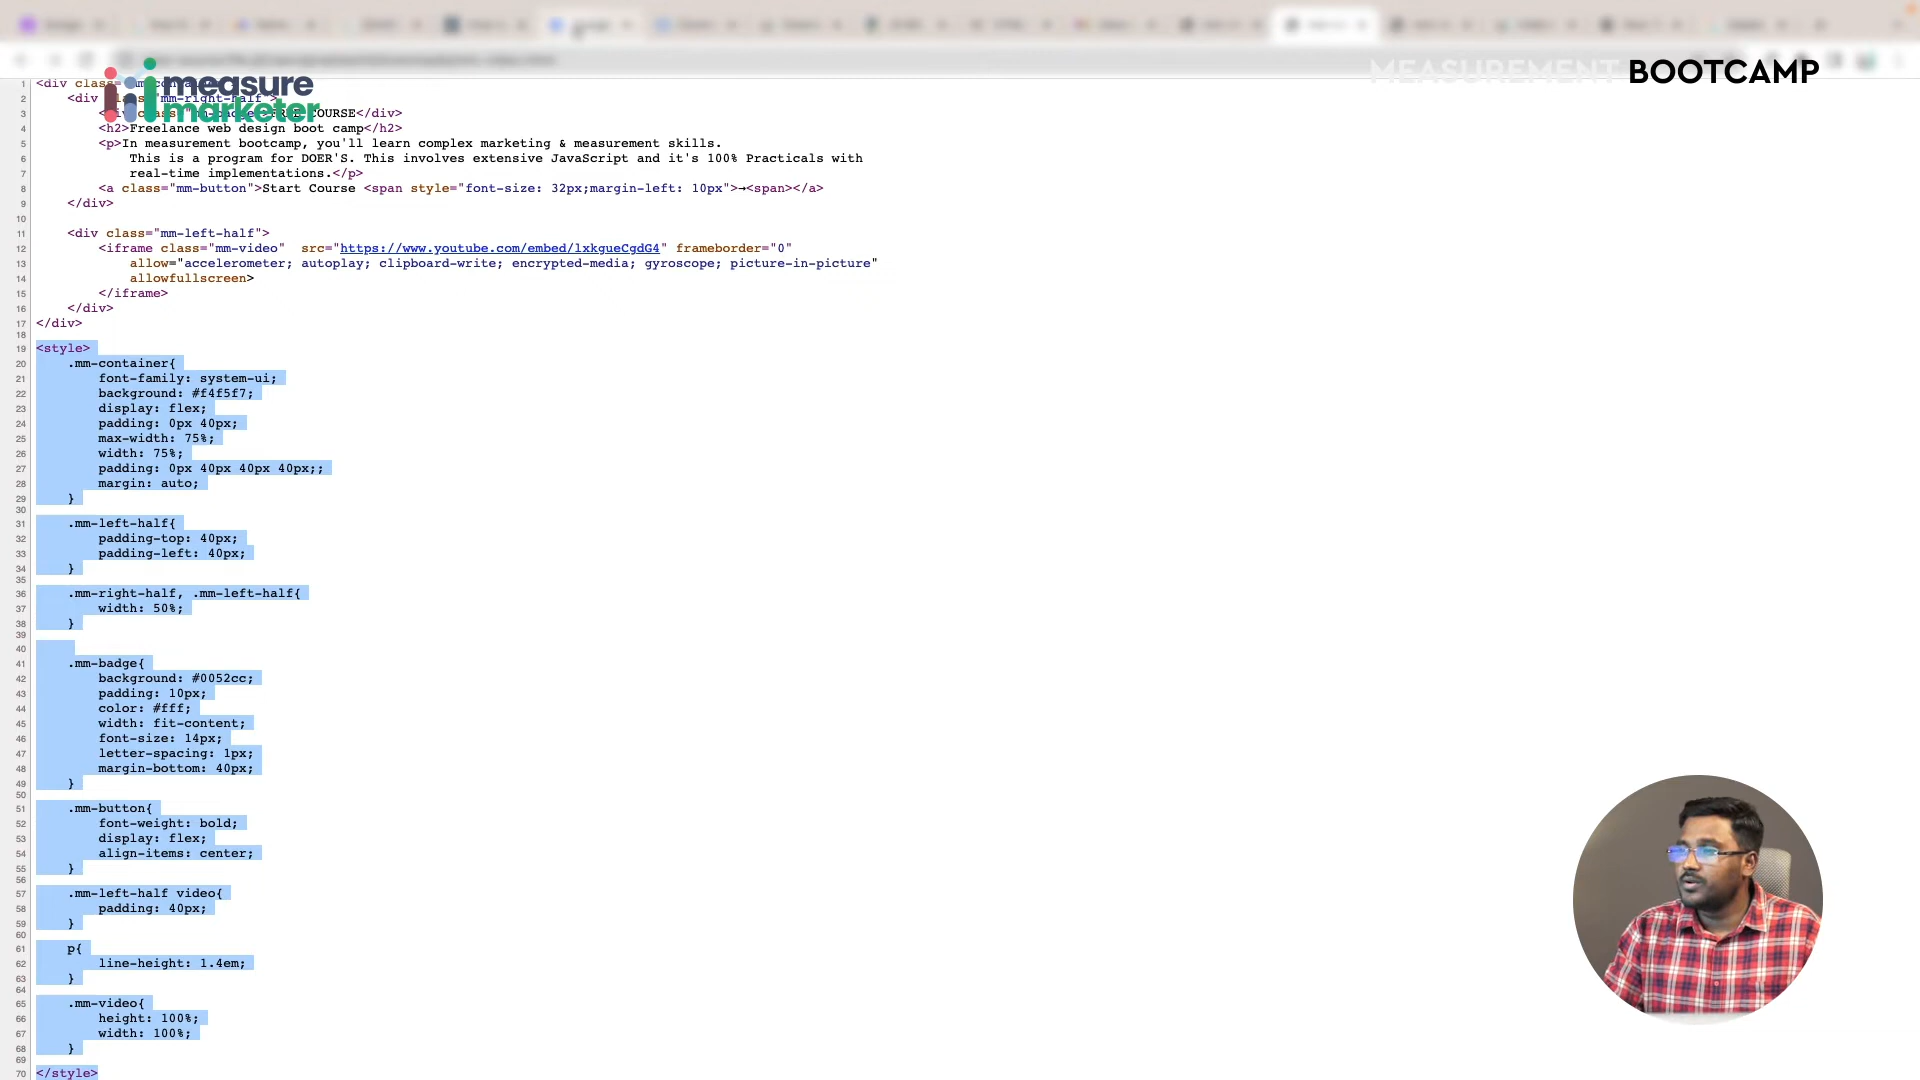 measure
marketer
MEASUREMENT BOOTCAMP
1 <div class="mm-container">
2 <div class="mm-right-half">
3 <div class="mm-badge">FREE COURSE</div>
4 <h2>Freelance web design boot camp</h2>
5 <p>In measurement bootcamp, you'll learn complex marketing & measurement skills.
6 This is a program for DOER'S. This involves extensive JavaScript and it's 100% Practicals with
7 real-time implementations.</p>
8 <a class="mm-button">Start Course <span style="font-size: 32px;margin-left: 10px">→<span></a>
9 </div>
10
11 <div class="mm-left-half">
12 <iframe class="mm-video" src="https://www.youtube.com/embed/lxkgueCgdG4" frameborder="0"
13 allow="accelerometer; autoplay; clipboard-write; encrypted-media; gyroscope; picture-in-picture"
14 allowfullscreen>
15 </iframe>
16 </div>
17 </div>
18
19 <style>
20 .mm-container{
21 font-family: system-ui;
22 background: #f4f5f7;
23 display: flex;
24 padding: 0px 40px;
25 max-width: 75%;
26 width: 75%;
27 padding: 0px 40px 40px 40px;;
28 margin: auto;
29 }
30
31 .mm-left-half{
32 padding-top: 40px;
33 padding-left: 40px;
34 }
35
36 .mm-right-half, .mm-left-half{
37 width: 50%;
38 }
39
40
41 .mm-badge{
42 background: #0052cc;
43 padding: 10px;
44 color: #fff;
45 width: fit-content;
46 font-size: 14px;
47 letter-spacing: 1px;
48 margin-bottom: 40px;
49 }
50
51 .mm-button{
52 font-weight: bold;
53 display: flex;
54 align-items: center;
55 }
56
57 .mm-left-half video{
58 padding: 40px;
59 }
60
61 p{
62 line-height: 1.4em;
63 }
64
65 .mm-video{
66 height: 100%;
67 width: 100%;
68 }
69
70 </style>